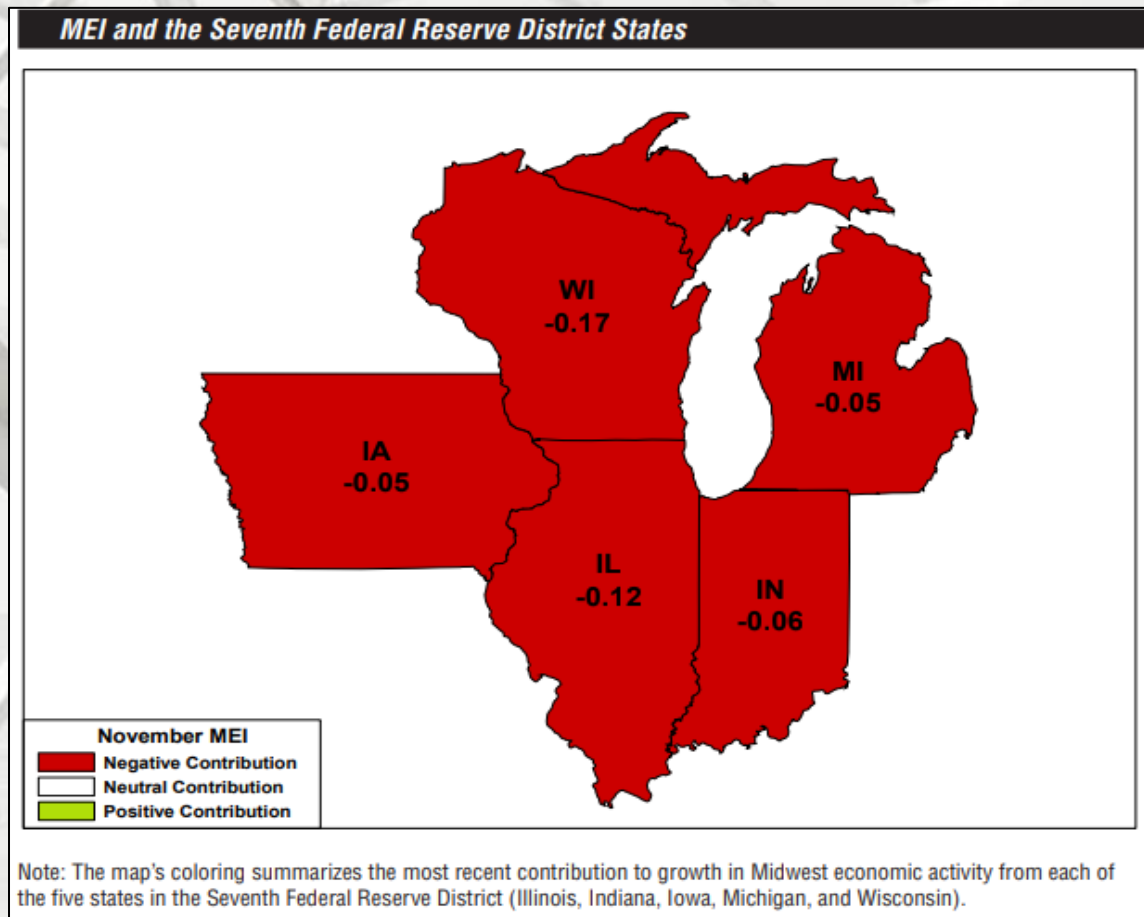 MEI and the Seventh Federal Reserve District States
WI
-0.17
MI
-0.05
IA
-0.05
IL
-0.12
IN
-0.06
November MEI
Negative Contribution
Neutral Contribution
Positive Contribution
Note: The map's coloring summarizes the most recent contribution to growth in Midwest economic activity from each of
the five states in the Seventh Federal Reserve District (Illinois, Indiana, Iowa, Michigan, and Wisconsin).